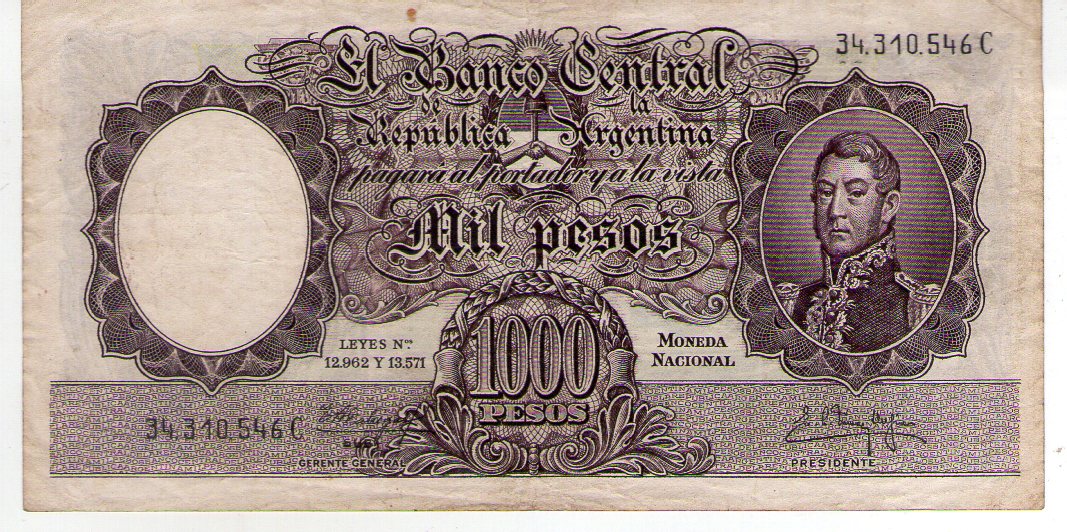 34.310.546 C
El Banco Central
de la
República Argentina
pagará al portador y a la vista
Mil pesos
LEYES Nos.
12.962 Y 13.571
1000
PESOS
MONEDA
NACIONAL
34.310.546 C
GERENTE GENERAL
PRESIDENTE